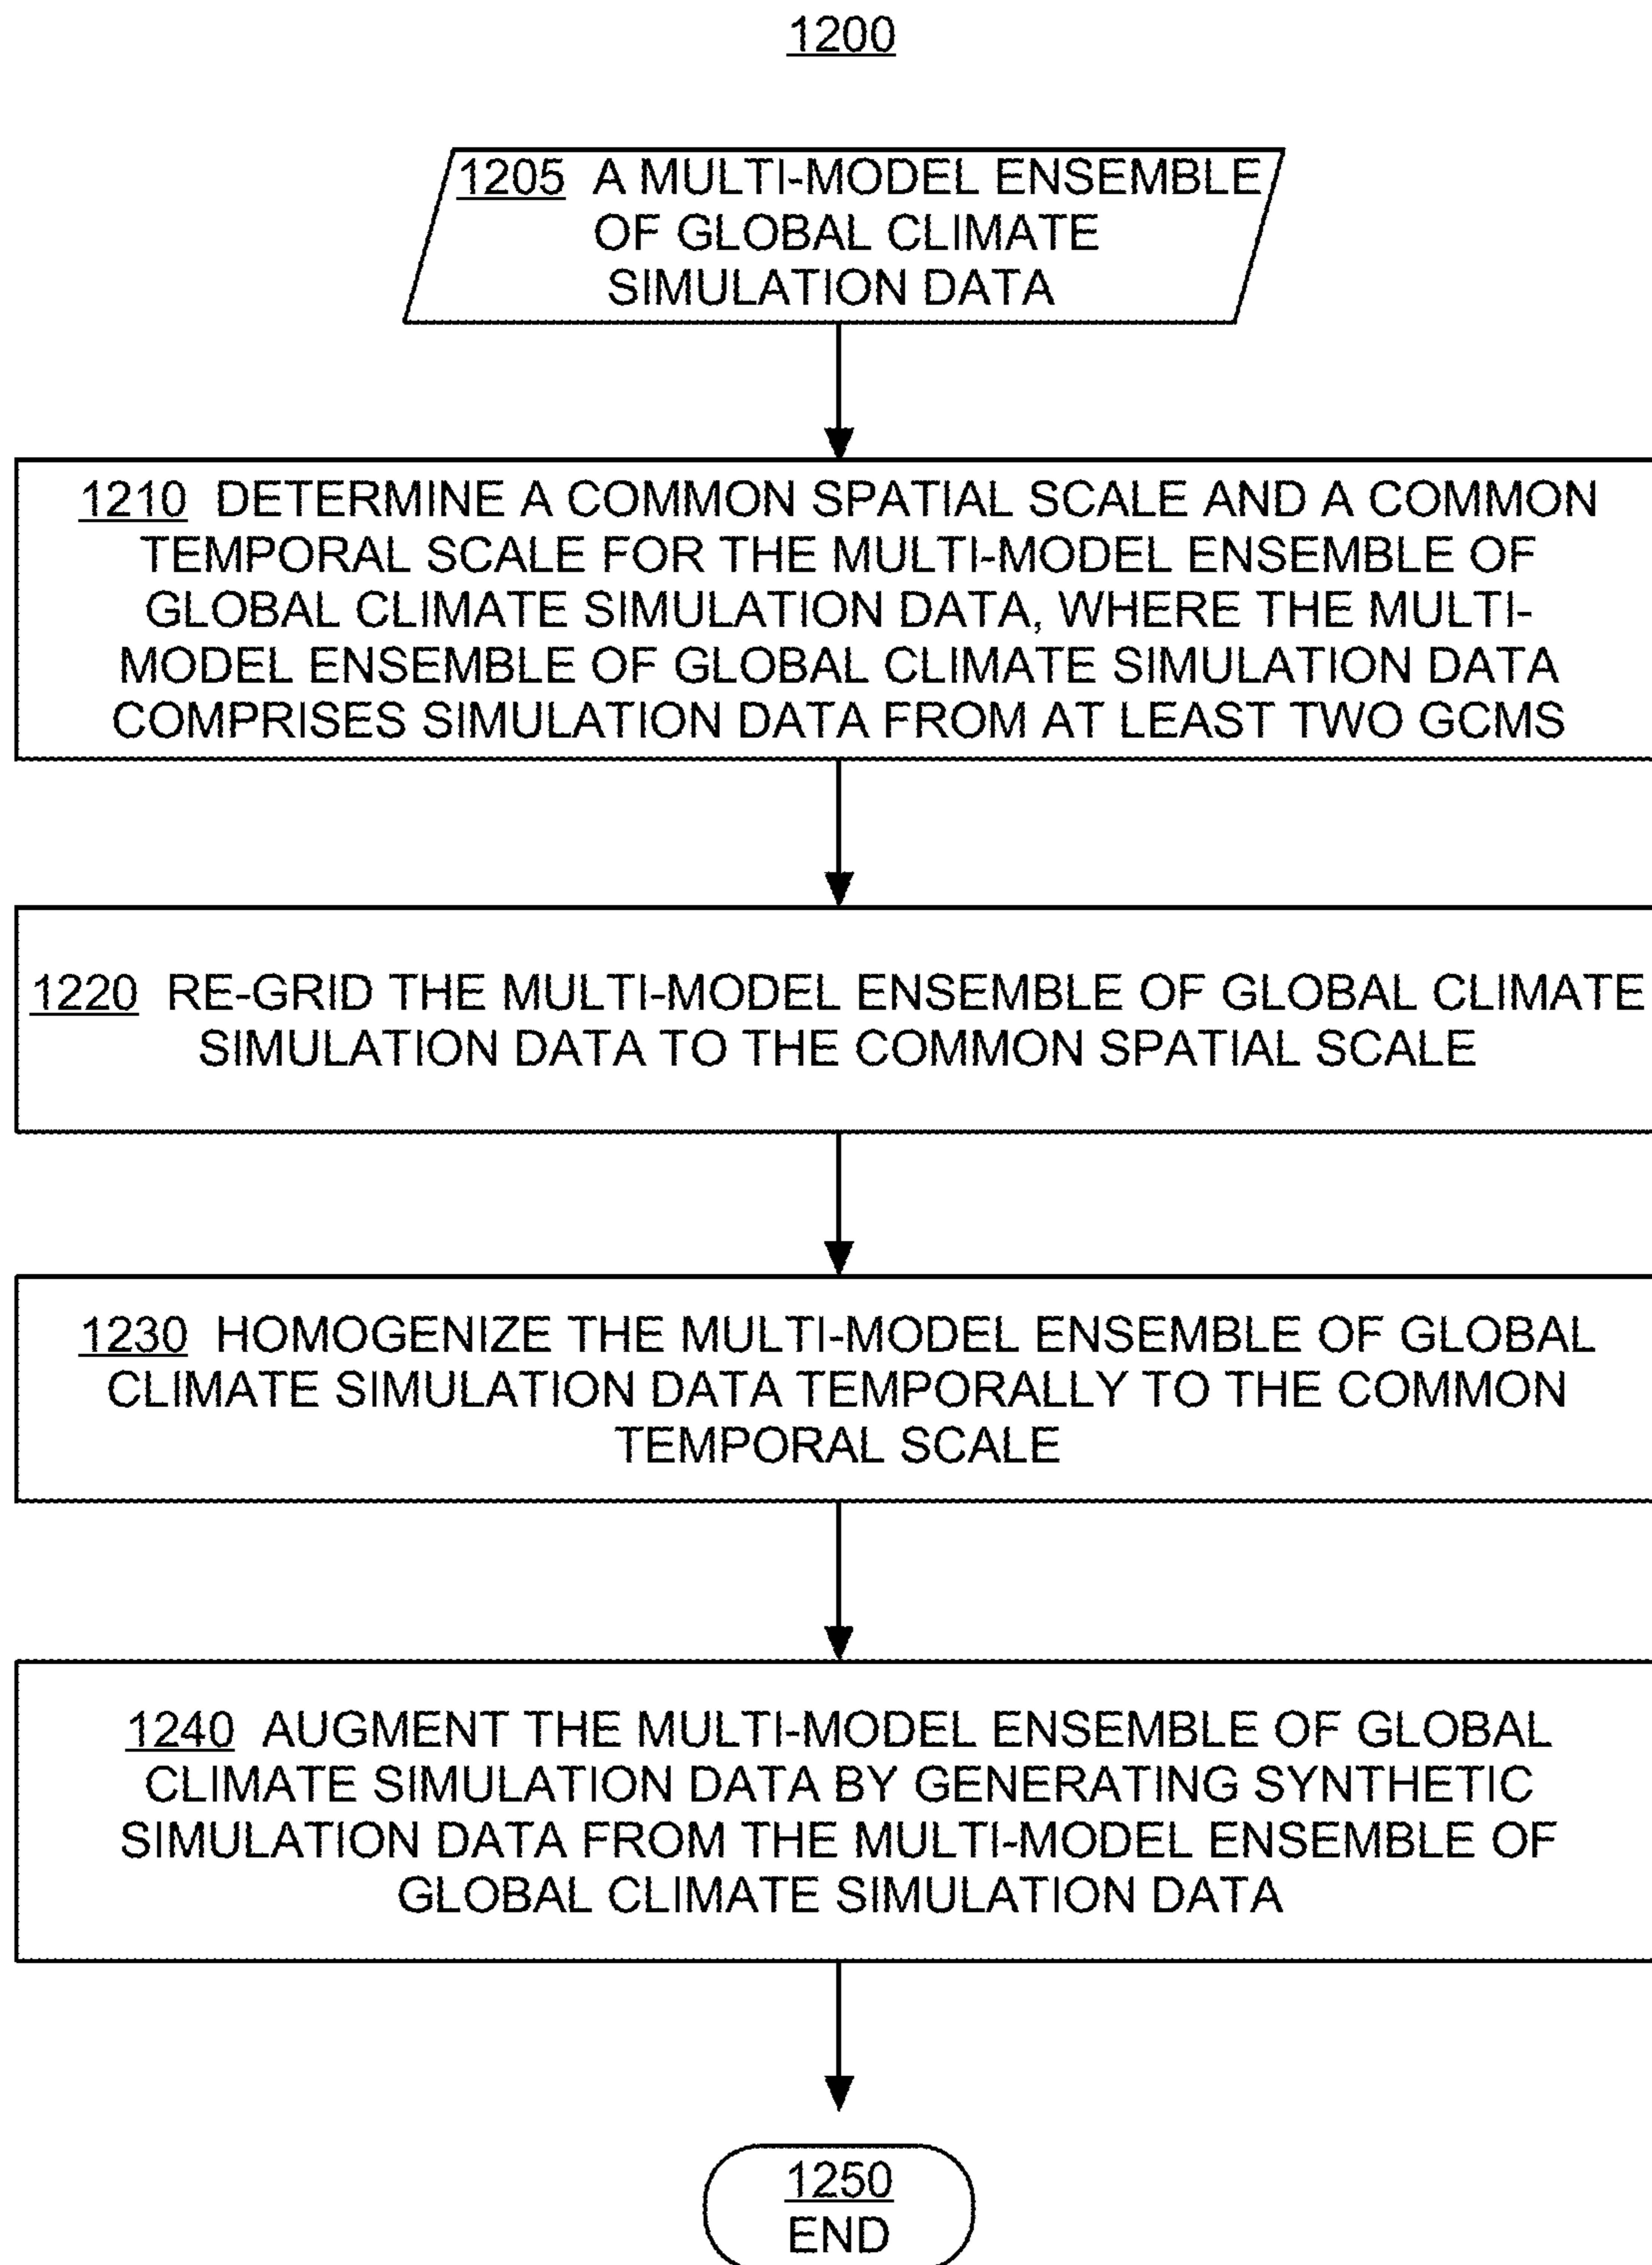 1200
1205 A MULTI-MODEL ENSEMBLE
OF GLOBAL CLIMATE
SIMULATION DATA
1210 DETERMINE A COMMON SPATIAL SCALE AND A COMMON
TEMPORAL SCALE FOR THE MULTI-MODEL ENSEMBLE OF
GLOBAL CLIMATE SIMULATION DATA, WHERE THE MULTI-
MODEL ENSEMBLE OF GLOBAL CLIMATE SIMULATION DATA
COMPRISES SIMULATION DATA FROM AT LEAST TWO GCMS
1220 RE-GRID THE MULTI-MODEL ENSEMBLE OF GLOBAL CLIMATE
SIMULATION DATA TO THE COMMON SPATIAL SCALE
1230 HOMOGENIZE THE MULTI-MODEL ENSEMBLE OF GLOBAL
CLIMATE SIMULATION DATA TEMPORALLY TO THE COMMON
TEMPORAL SCALE
1240 AUGMENT THE MULTI-MODEL ENSEMBLE OF GLOBAL
CLIMATE SIMULATION DATA BY GENERATING SYNTHETIC
SIMULATION DATA FROM THE MULTI-MODEL ENSEMBLE OF
GLOBAL CLIMATE SIMULATION DATA
1250
END